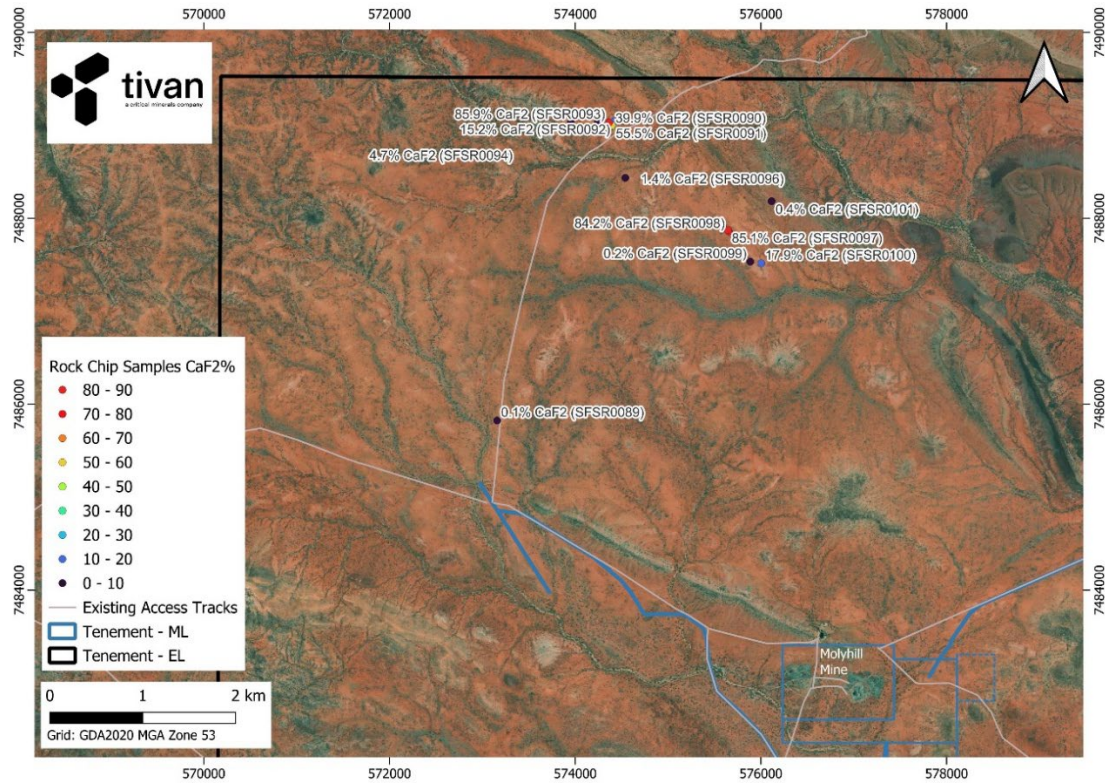 570000
572000
574000
576000
578000
7490000
7490000
tivan
a critical minerals company
85.9% CaF2 (SFSR0093)
39.9% CaF2 (SFSR0090)
15.2% CaF2 (SFSR0092)
55.5% CaF2 (SFSR0091)
4.7% CaF2 (SFSR0094)
1.4% CaF2 (SFSR0096)
0.4% CaF2 (SFSR0101)
7488000
7488000
84.2% CaF2 (SFSR0098)
85.1% CaF2 (SFSR0097)
0.2% CaF2 (SFSR0099)
17.9% CaF2 (SFSR0100)
7486000
7486000
0.1% CaF2 (SFSR0089)
Rock Chip Samples CaF2%
80 - 90
70 - 80
60 - 70
50 - 60
40 - 50
30 - 40
20 - 30
10 - 20
0 - 10
Existing Access Tracks
Tenement - ML
Tenement - EL
7484000
7484000
Molyhill
Mine
0 1 2 km
Grid: GDA2020 MGA Zone 53
570000
572000
574000
576000
578000